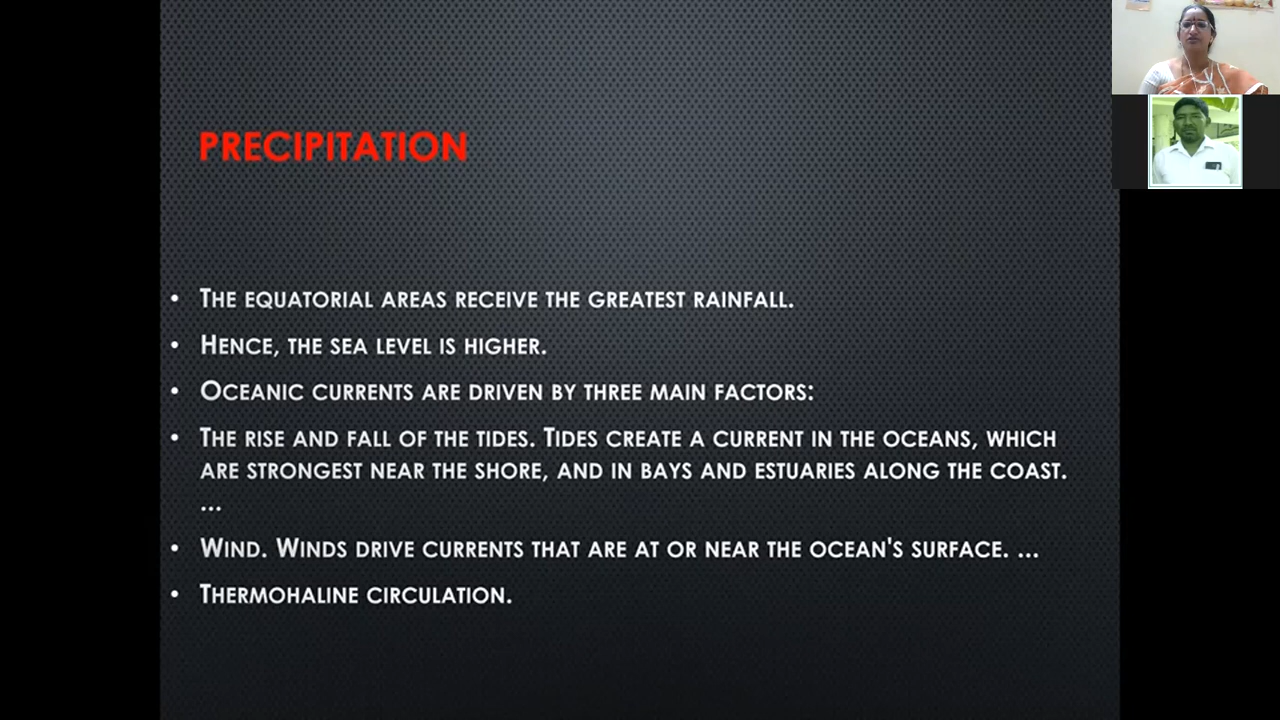 PRECIPITATION
• THE EQUATORIAL AREAS RECEIVE THE GREATEST RAINFALL.
• HENCE, THE SEA LEVEL IS HIGHER.
• OCEANIC CURRENTS ARE DRIVEN BY THREE MAIN FACTORS:
• THE RISE AND FALL OF THE TIDES. TIDES CREATE A CURRENT IN THE OCEANS, WHICH
ARE STRONGEST NEAR THE SHORE, AND IN BAYS AND ESTUARIES ALONG THE COAST.
...
• WIND. WINDS DRIVE CURRENTS THAT ARE AT OR NEAR THE OCEAN'S SURFACE. ...
• THERMOHALINE CIRCULATION.